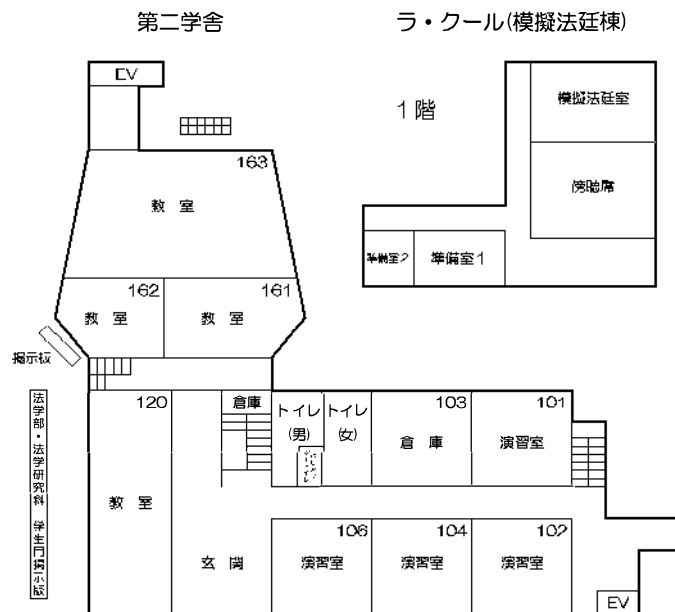 第二学舎
ラ・クール(模擬法廷棟)
EV
1階
模擬法廷室
163
傍聴席
教 室
準備室2
準備室1
162
161
教 室
教 室
掲示板
法学部・法学研究科 学生用掲示版
120
倉庫
トイレ
(男)
トイレ
(女)
103
倉 庫
101
演習室
教 室
玄 関
106
演習室
104
演習室
102
演習室
EV